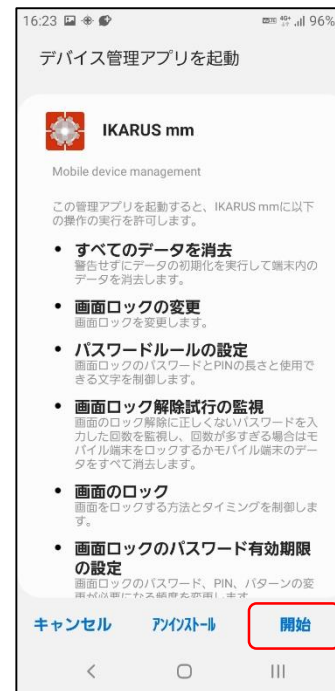 16:23 96%
デバイス管理アプリを起動
IKARUS mm
Mobile device management
この管理アプリを起動すると、IKARUS mmに以下
の操作の実行を許可します。
• すべてのデータを消去
警告せずにデータの初期化を実行して端末内の
データを消去します。
• 画面ロックの変更
画面ロックを変更します。
• パスワードルールの設定
画面ロックのパスワードとPINの長さと使用で
きる文字を制御します。
• 画面ロック解除試行の監視
画面のロック解除に正しくないパスワードを入
力した回数を監視し、回数が多すぎる場合はモ
バイル端末をロックするかモバイル端末のデー
タをすべて消去します。
• 画面のロック
画面をロックする方法とタイミングを制御しま
す。
• 画面ロックのパスワード有効期限
の設定
画面ロックのパスワード、PIN、パターンの変
更が必要になる頻度を変更します
キャンセル アンインストール 開始